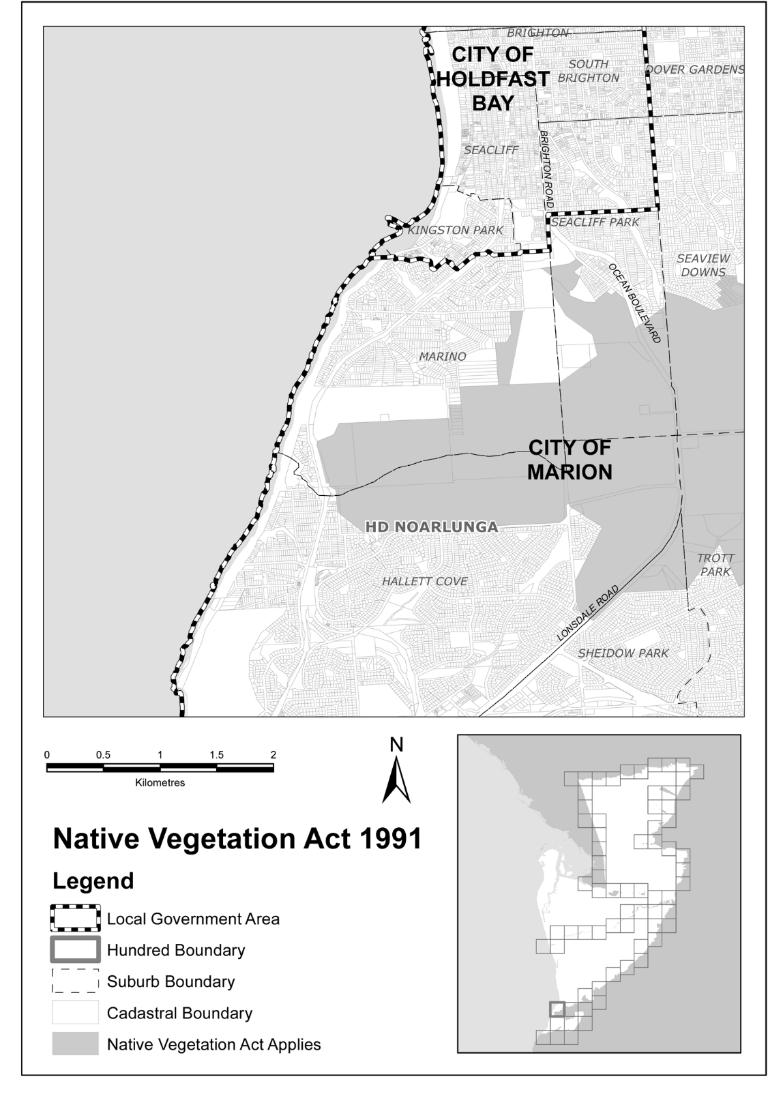 BRIGHTON
CITY OF
HOLDFAST
BAY
SOUTH
BRIGHTON
DOVER GARDENS
SEACLIFF
BRIGHTON ROAD
KINGSTON PARK
SEACLIFF PARK
SEAVIEW
DOWNS
OCEAN BOULEVARD
MARINO
CITY OF
MARION
HD NOARLUNGA
TROTT
PARK
HALLETT COVE
LONSDALE ROAD
SHEIDOW PARK
0 0.5 1 1.5 2
Kilometres
N
Native Vegetation Act 1991
Legend
Local Government Area
Hundred Boundary
Suburb Boundary
Cadastral Boundary
Native Vegetation Act Applies